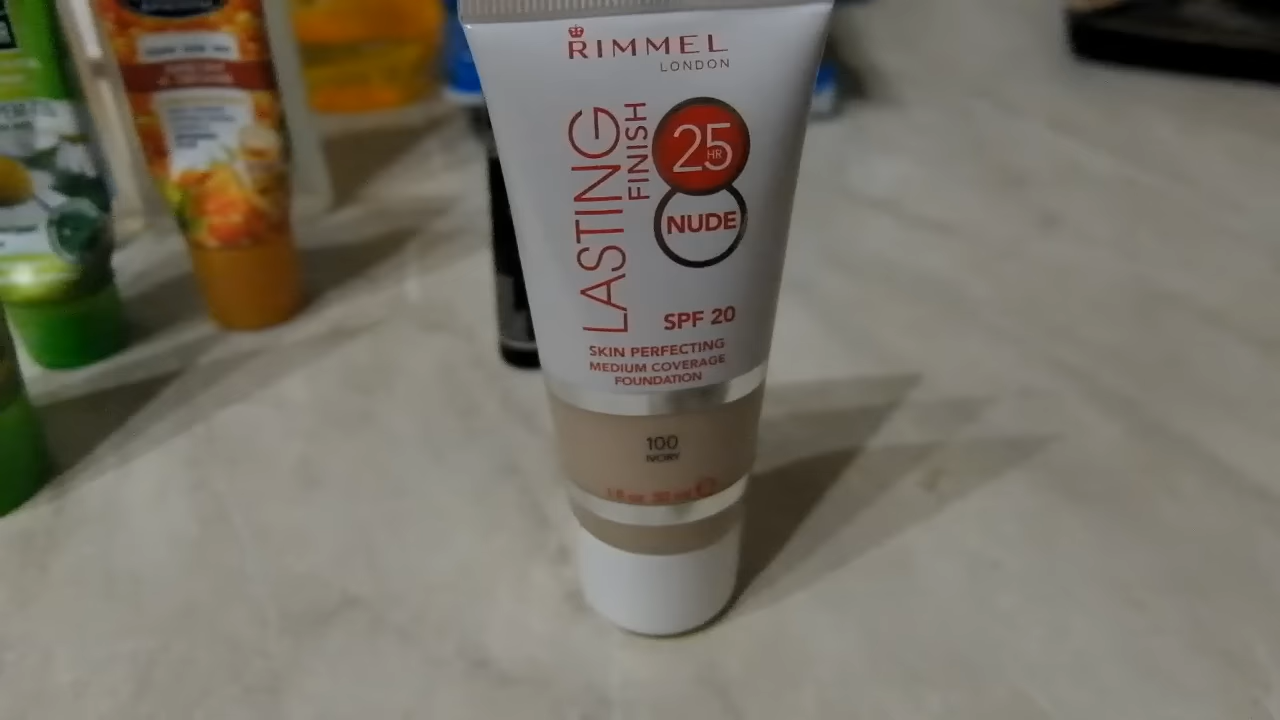 RIMMEL
LONDON
LASTING
FINISH
25
HR
NUDE
SPF 20
SKIN PERFECTING
MEDIUM COVERAGE
FOUNDATION
100
IVORY